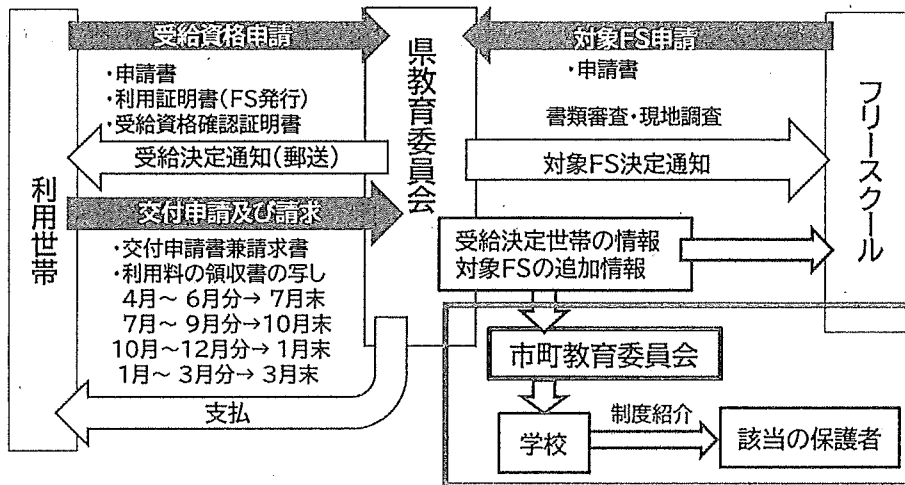 受給資格申請
・申請書
・利用証明書(FS発行)
・受給資格確認証明書
受給決定通知(郵送)
利用世帯
交付申請及び請求
・交付申請書兼請求書
・利用料の領収書の写し
4月～ 6月分→ 7月末
7月～ 9月分→10月末
10月～12月分→ 1月末
1月～ 3月分→ 3月末
支払
県教育委員会
対象FS申請
・申請書
書類審査・現地調査
対象FS決定通知
フリースクール
受給決定世帯の情報
対象FSの追加情報
市町教育委員会
学校
制度紹介
該当の保護者